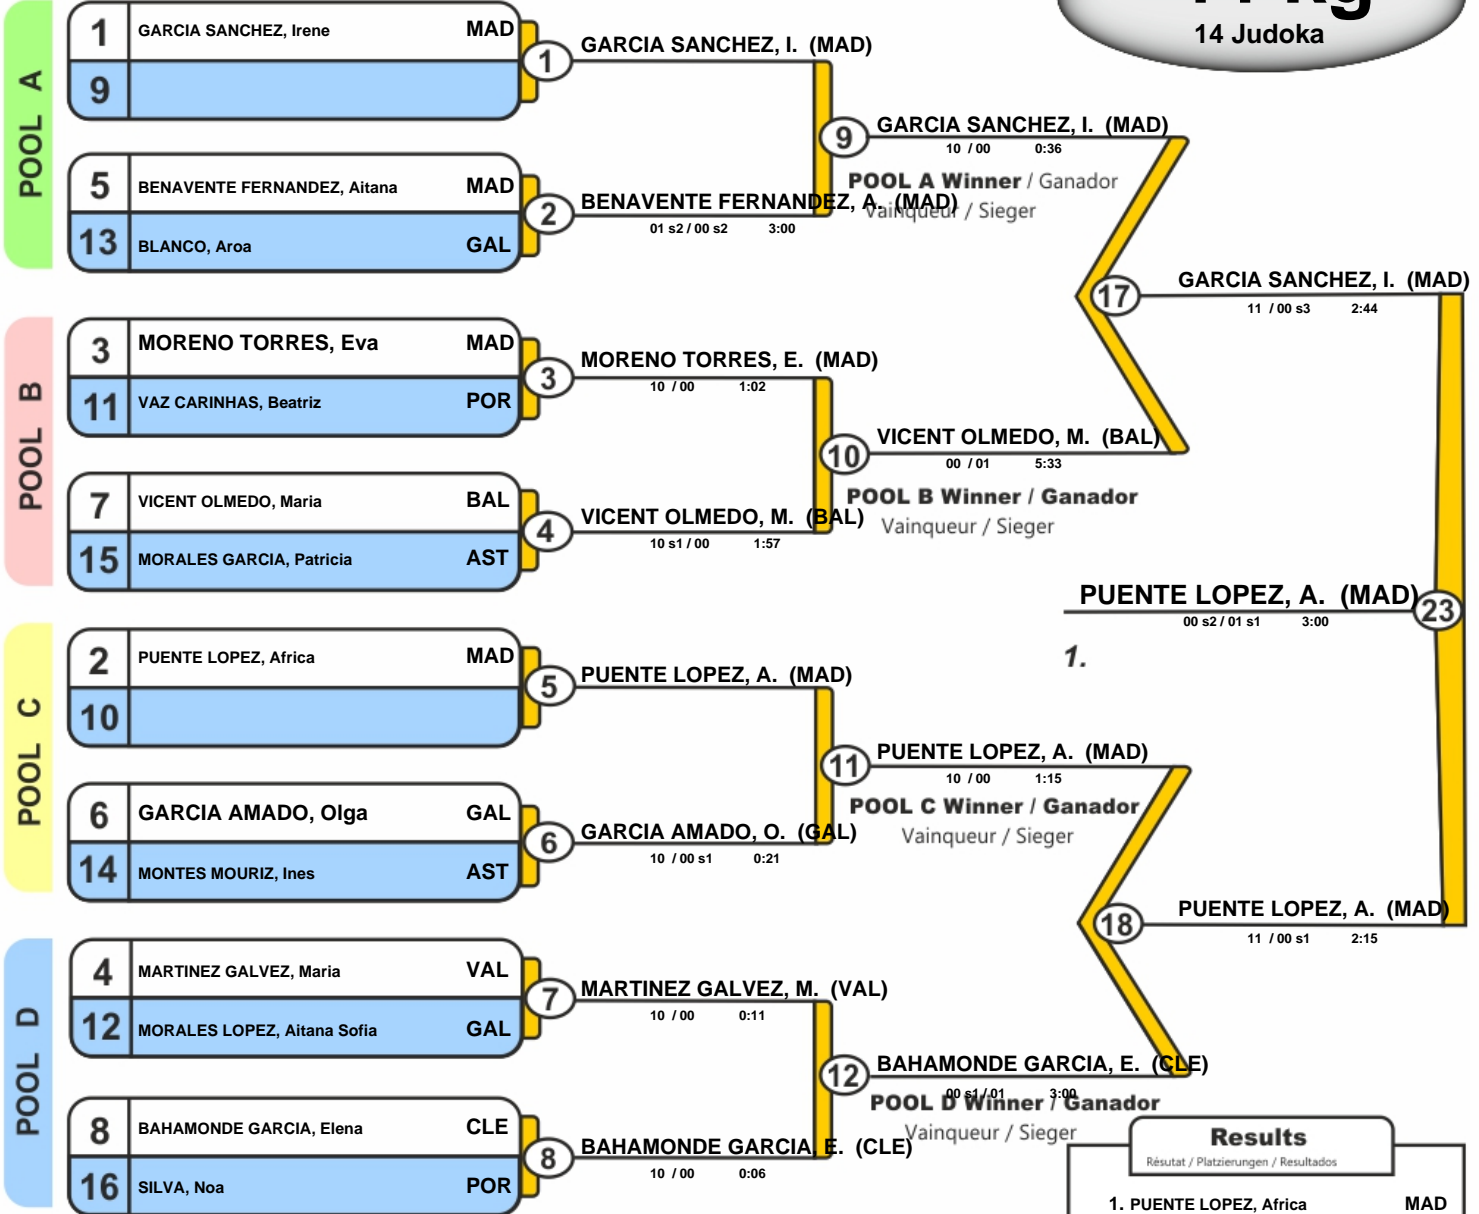 14 Judoka
POOL A
1 GARCIA SANCHEZ, Irene MAD
9
1
GARCIA SANCHEZ, I. (MAD)
5 BENAVENTE FERNANDEZ, Aitana MAD
13 BLANCO, Aroa GAL
2
BENAVENTE FERNANDEZ, A. (MAD)
01 s2 / 00 s2 3:00
9
GARCIA SANCHEZ, I. (MAD)
10 / 00 0:36
POOL A Winner / Ganador
Vainqueur / Sieger
POOL B
3 MORENO TORRES, Eva MAD
11 VAZ CARINHAS, Beatriz POR
3
MORENO TORRES, E. (MAD)
10 / 00 1:02
7 VICENT OLMEDO, Maria BAL
15 MORALES GARCIA, Patricia AST
4
VICENT OLMEDO, M. (BAL)
10 s1 / 00 1:57
10
VICENT OLMEDO, M. (BAL)
00 / 01 5:33
POOL B Winner / Ganador
Vainqueur / Sieger
17
GARCIA SANCHEZ, I. (MAD)
11 / 00 s3 2:44
POOL C
2 PUENTE LOPEZ, Africa MAD
10
5
PUENTE LOPEZ, A. (MAD)
6 GARCIA AMADO, Olga GAL
14 MONTES MOURIZ, Ines AST
6
GARCIA AMADO, O. (GAL)
10 / 00 s1 0:21
11
PUENTE LOPEZ, A. (MAD)
10 / 00 1:15
POOL C Winner / Ganador
Vainqueur / Sieger
POOL D
4 MARTINEZ GALVEZ, Maria VAL
12 MORALES LOPEZ, Aitana Sofia GAL
7
MARTINEZ GALVEZ, M. (VAL)
10 / 00 0:11
8 BAHAMONDE GARCIA, Elena CLE
16 SILVA, Noa POR
8
BAHAMONDE GARCIA, E. (CLE)
10 / 00 0:06
12
BAHAMONDE GARCIA, E. (CLE)
00 s1 / 01 3:00
POOL D Winner / Ganador
Vainqueur / Sieger
18
PUENTE LOPEZ, A. (MAD)
11 / 00 s1 2:15
PUENTE LOPEZ, A. (MAD)
23
00 s2 / 01 s1 3:00
1.
Results
Résutat / Platzierungen / Resultados
1. PUENTE LOPEZ, Africa MAD